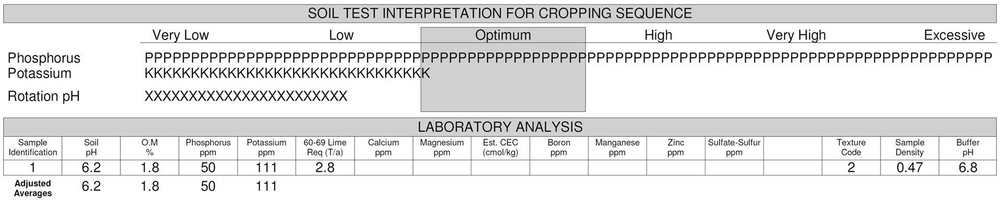 SOIL TEST INTERPRETATION FOR CROPPING SEQUENCE
Very Low Low Optimum High Very High Excessive
Phosphorus PPPPPPPPPPPPPPPPPPPPPPPPPPPPPPPPPPPPPPPPPPPPPPPPPPPPPPPPPPPPPPPPPPPPPPPPPPPPPPPPPPPPPPPPPPPP
Potassium KKKKKKKKKKKKKKKKKKKKKKKKKKKKKKK
Rotation pH XXXXXXXXXXXXXXXXXXXXXXX
LABORATORY ANALYSIS
Sample Identification Soil pH O.M % Phosphorus ppm Potassium ppm 60-69 Lime Req (T/a) Calcium ppm Magnesium ppm Est. CEC (cmol/kg) Boron ppm Manganese ppm Zinc ppm Sulfate-Sulfur ppm Texture Code Sample Density Buffer pH
1 6.2 1.8 50 111 2.8 2 0.47 6.8
Adjusted Averages 6.2 1.8 50 111